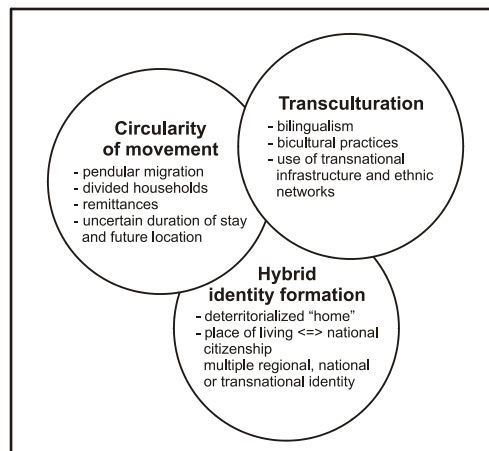 Circularity
of movement
- pendular migration
- divided households
- remittances
- uncertain duration of stay
and future location
Transculturation
- bilingualism
- bicultural practices
- use of transnational
infrastructure and ethnic
networks
Hybrid
identity formation
- deterritorialized “home”
- place of living <=> national
citizenship
multiple regional, national
or transnational identity